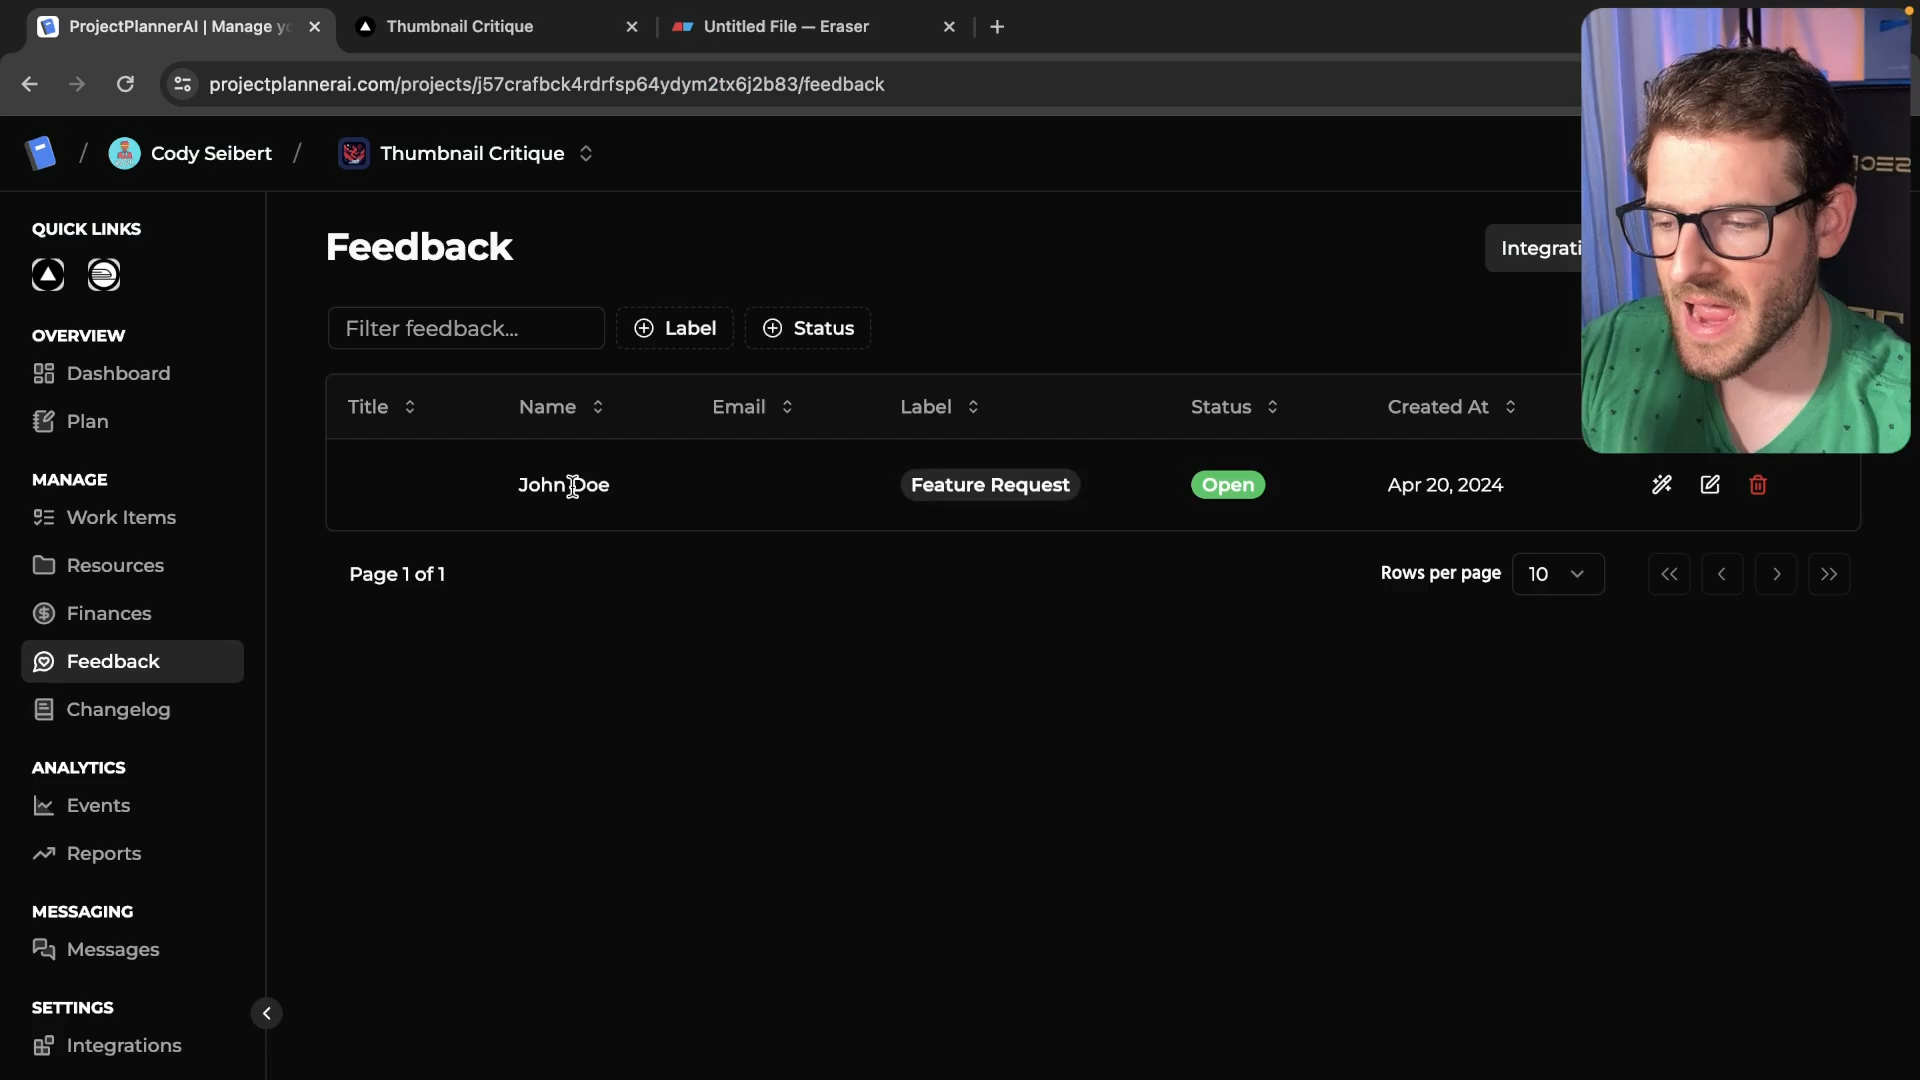 ProjectPlannerAI | Manage yo
Thumbnail Critique
Untitled File — Eraser
projectplannerai.com/projects/j57crafbck4rdrfsp64ydym2tx6j2b83/feedback
/ Cody Seibert / Thumbnail Critique
QUICK LINKS
OVERVIEW
Dashboard
Plan
MANAGE
Work Items
Resources
Finances
Feedback
Changelog
ANALYTICS
Events
Reports
MESSAGING
Messages
SETTINGS
Integrations
Feedback
Integrati
Filter feedback...
Label
Status
Title Name Email Label Status Created At
John Doe Feature Request Open Apr 20, 2024
Page 1 of 1
Rows per page 10